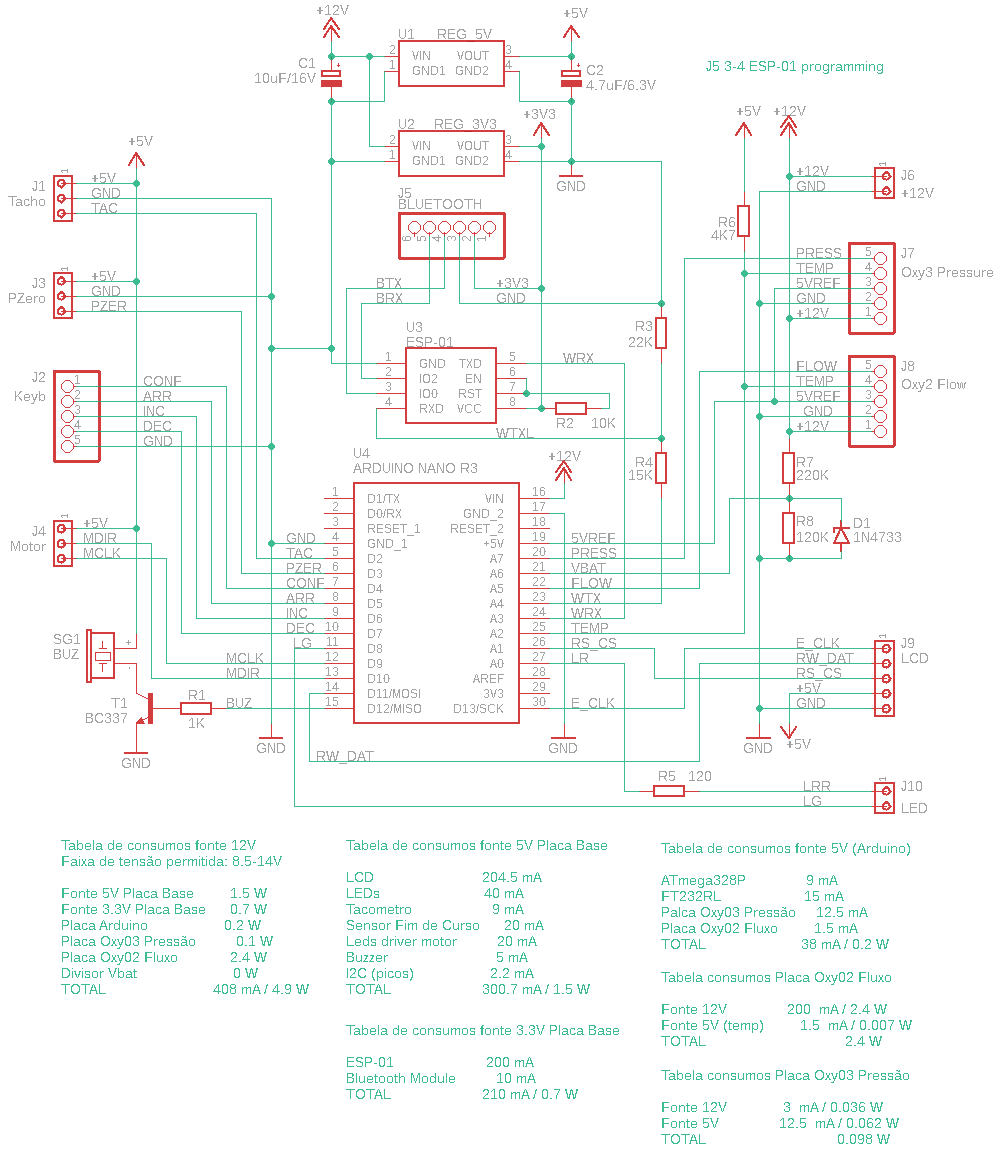 +12V
+5V
U1 REG_5V
2 VIN VOUT 3
1 GND1 GND2 4
C1
10uF/16V
C2
4.7uF/6.3V
J5 3-4 ESP-01 programming
U2 REG_3V3
2 VIN VOUT 3
1 GND1 GND2 4
+3V3
GND
+5V
+5V
+12V
J1
Tacho
1
+5V
GND
TAC
J3
PZero
1
+5V
GND
PZER
J2
Keyb
1 CONF
2 ARR
3 INC
4 DEC
5 GND
J4
Motor
1
+5V
MDIR
MCLK
J5
BLUETOOTH
6 5 4 3 2 1
BTX
BRX
+3V3
GND
U3
ESP-01
1 GND TXD 5
2 IO2 EN 6
3 IO0 RST 7
4 RXD VCC 8
WRX
WTXL
R2 10K
R3
22K
R4
15K
+12V
R6
4K7
+12V
GND
1
J6
+12V
J7
Oxy3 Pressure
PRESS 5
TEMP 4
5VREF 3
GND 2
+12V 1
J8
Oxy2 Flow
FLOW 5
TEMP 4
5VREF 3
GND 2
+12V 1
R7
220K
R8
120K
D1
1N4733
U4
ARDUINO NANO R3
1 D1/TX VIN 16
2 D0/RX GND_2 17
3 RESET_1 RESET_2 18
GND 4 GND_1 +5V 19 5VREF
TAC 5 D2 A7 20 PRESS
PZER 6 D3 A6 21 VBAT
CONF 7 D4 A5 22 FLOW
ARR 8 D5 A4 23 WTX
INC 9 D6 A3 24 WRX
DEC 10 D7 A2 25 TEMP
LG 11 D8 A1 26 RS_CS
MCLK 12 D9 A0 27 LR
MDIR 13 D10 AREF 28
14 D11/MOSI 3V3 29
BUZ 15 D12/MISO D13/SCK 30 E_CLK
SG1
BUZ
+
-
T1
BC337
R1
1K
GND
GND
GND
GND
+5V
RW_DAT
E_CLK
RW_DAT
RS_CS
+5V
GND
1
J9
LCD
R5 120
LRR
LG
1
J10
LED
Tabela de consumos fonte 12V
Faixa de tensão permitida: 8.5-14V
Fonte 5V Placa Base 1.5 W
Fonte 3.3V Placa Base 0.7 W
Placa Arduino 0.2 W
Placa Oxy03 Pressão 0.1 W
Placa Oxy02 Fluxo 2.4 W
Divisor Vbat 0 W
TOTAL 408 mA / 4.9 W
Tabela de consumos fonte 5V Placa Base
LCD 204.5 mA
LEDs 40 mA
Tacometro 9 mA
Sensor Fim de Curso 20 mA
Leds driver motor 20 mA
Buzzer 5 mA
I2C (picos) 2.2 mA
TOTAL 300.7 mA / 1.5 W
Tabela de consumos fonte 3.3V Placa Base
ESP-01 200 mA
Bluetooth Module 10 mA
TOTAL 210 mA / 0.7 W
Tabela de consumos fonte 5V (Arduino)
ATmega328P 9 mA
FT232RL 15 mA
Palca Oxy03 Pressão 12.5 mA
Placa Oxy02 Fluxo 1.5 mA
TOTAL 38 mA / 0.2 W
Tabela consumos Placa Oxy02 Fluxo
Fonte 12V 200 mA / 2.4 W
Fonte 5V (temp) 1.5 mA / 0.007 W
TOTAL 2.4 W
Tabela consumos Placa Oxy03 Pressão
Fonte 12V 3 mA / 0.036 W
Fonte 5V 12.5 mA / 0.062 W
TOTAL 0.098 W